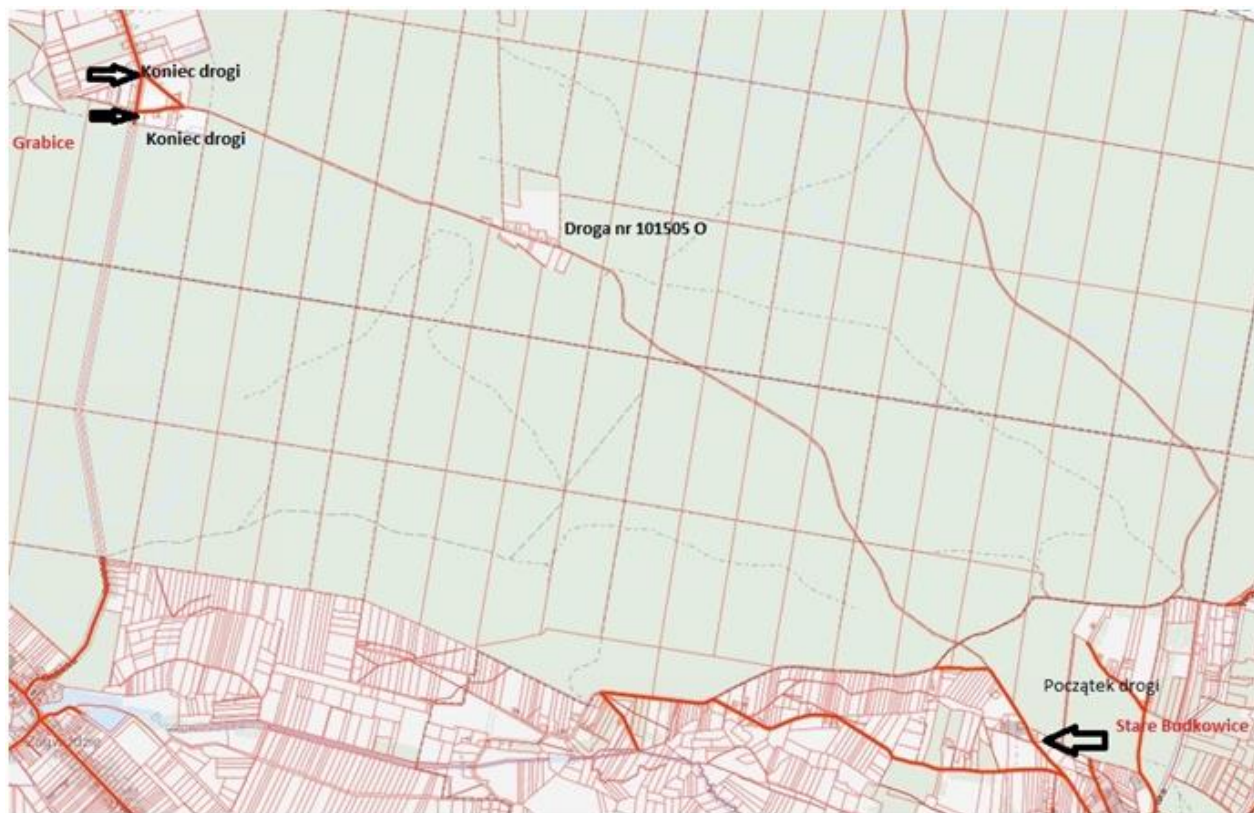 Koniec drogi
Koniec drogi
Grabice
Droga nr 101505 O
Początek drogi
Stare Budkowice